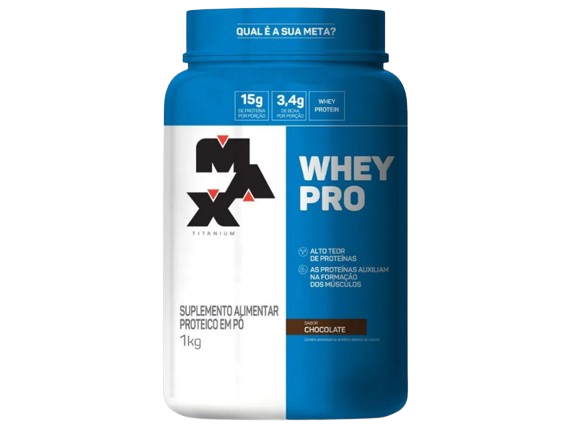 QUAL É A SUA META?
15g
DE PROTEÍNA
POR PORÇÃO
3,4g
DE BCAA
POR PORÇÃO
WHEY
PROTEIN
MAX
TITANIUM
WHEY
PRO
ALTO TEOR
DE PROTEÍNAS
AS PROTEÍNAS AUXILIAM
NA FORMAÇÃO
DOS MÚSCULOS
SUPLEMENTO ALIMENTAR
PROTEICO EM PÓ
1kg
SABOR
CHOCOLATE